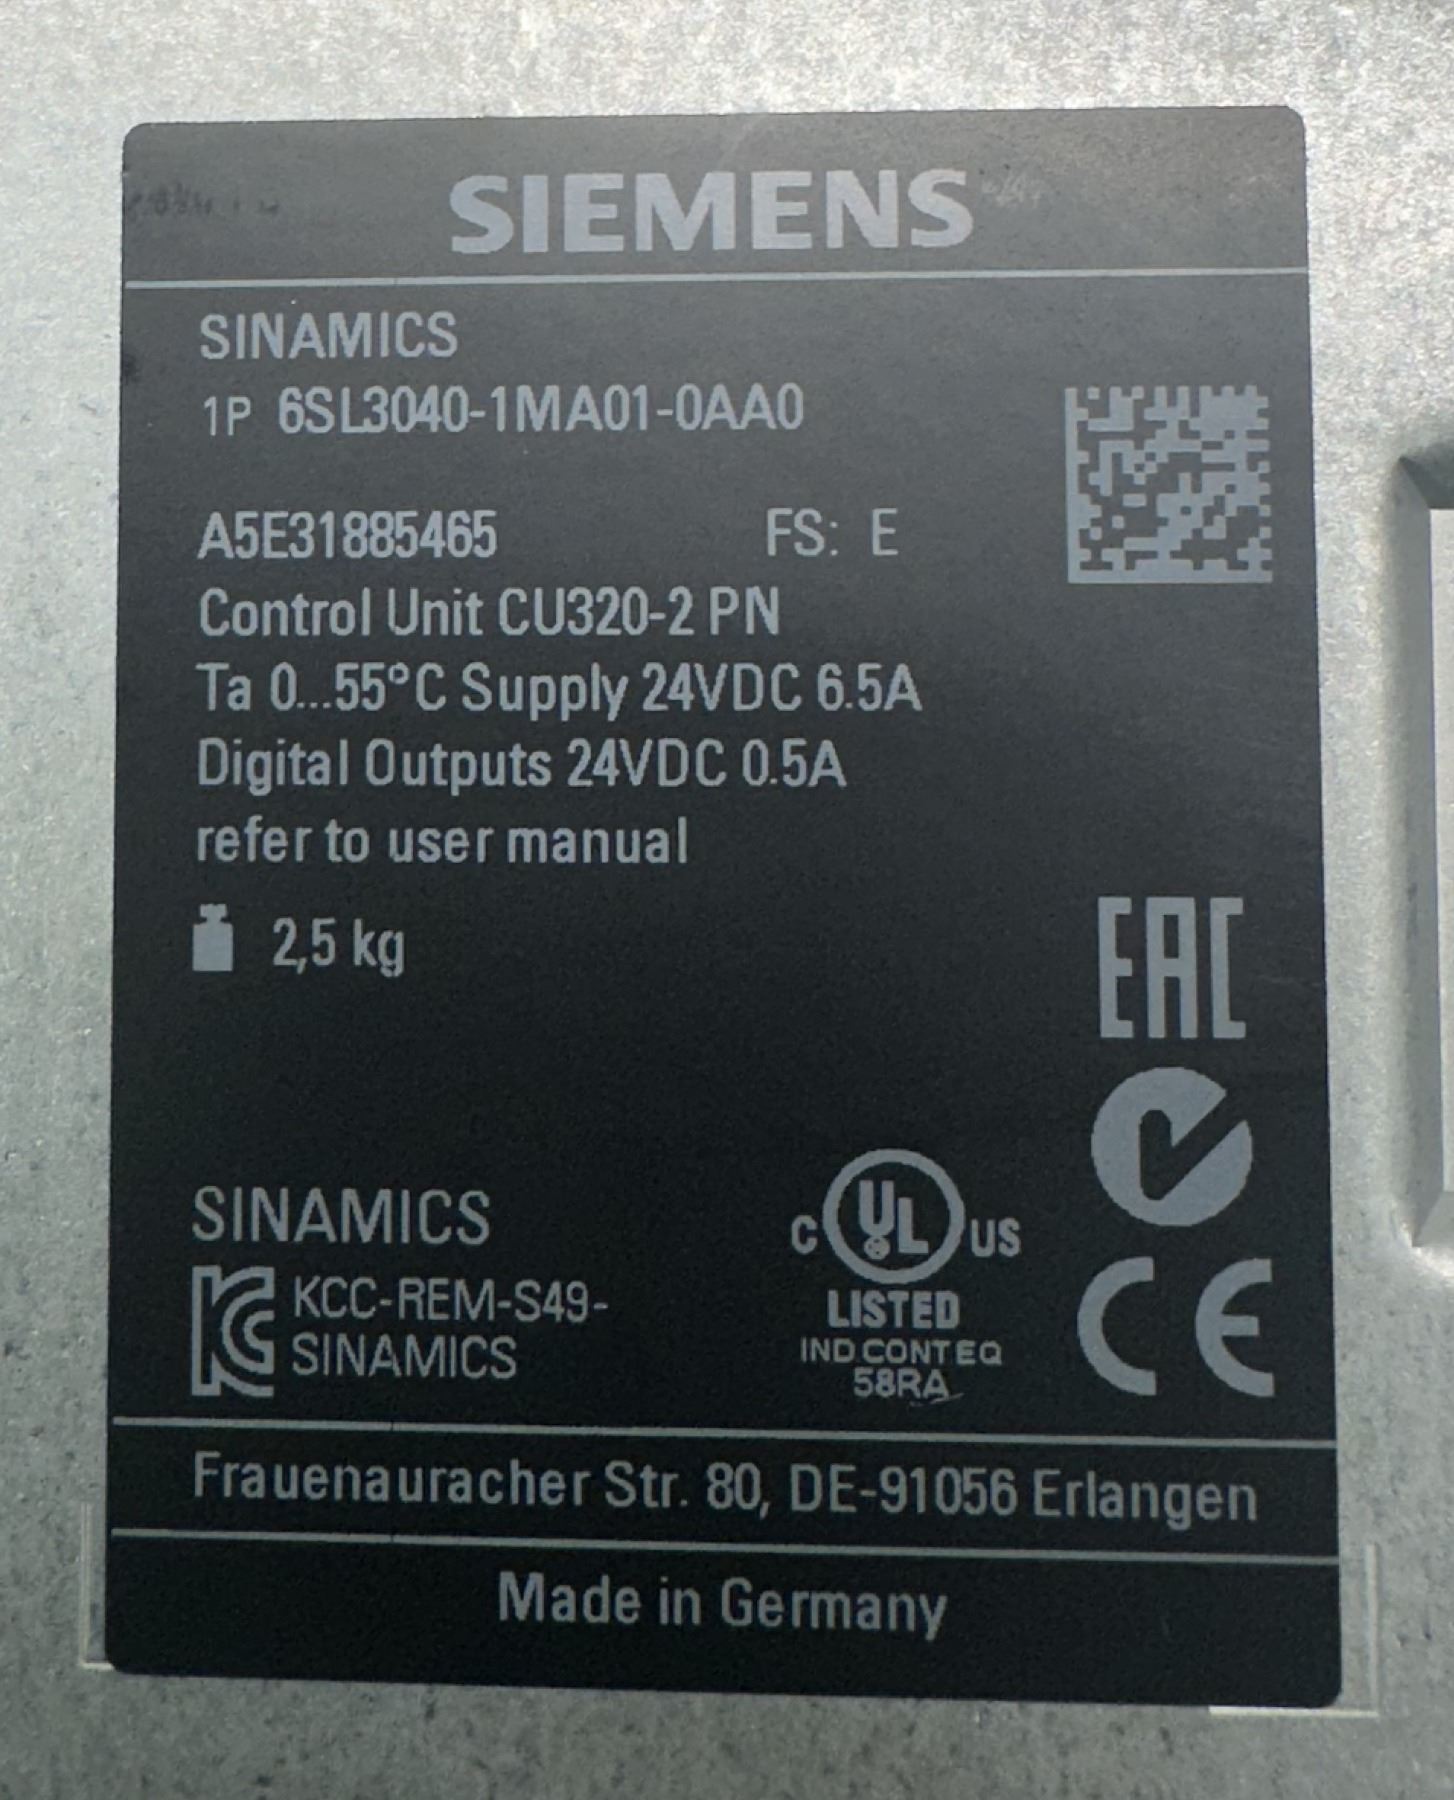 SIEMENS
SINAMICS
1P 6SL3040-1MA01-0AA0
A5E31885465 FS: E
Control Unit CU320-2 PN
Ta 0...55°C Supply 24VDC 6.5A
Digital Outputs 24VDC 0.5A
refer to user manual
2,5 kg
EAC
SINAMICS
KCC-REM-S49-
SINAMICS
C UL US
LISTED
IND.CONT.EQ
58RA
CE
Frauenauracher Str. 80, DE-91056 Erlangen
Made in Germany